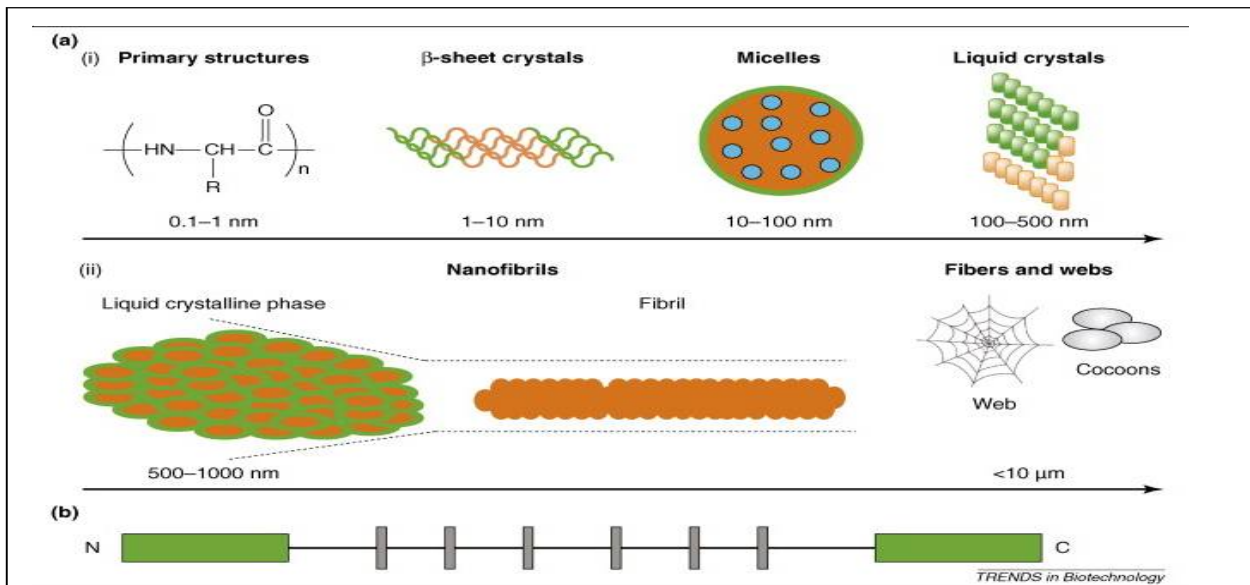 (a)
(i) Primary structures β-sheet crystals Micelles Liquid crystals
O
HN CH C
n
R
0.1–1 nm 1–10 nm 10–100 nm 100–500 nm
(ii) Nanofibrils Fibers and webs
Liquid crystalline phase Fibril
Cocoons
Web
500–1000 nm <10 μm
(b)
N C
TRENDS in Biotechnology